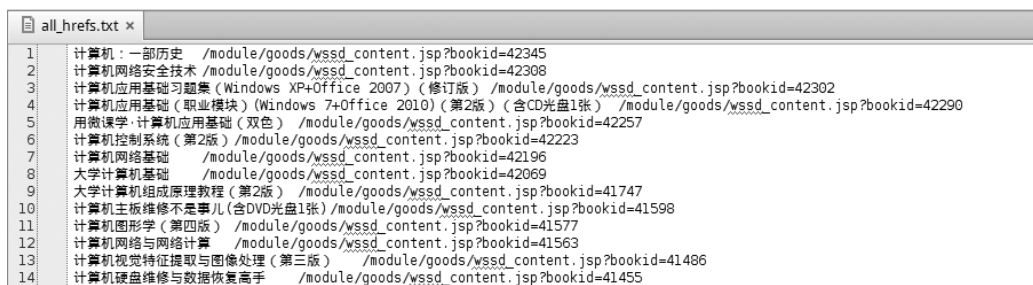 all_hrefs.txt ×
1 计算机：一部历史 /module/goods/wssd_content.jsp?bookid=42345
2 计算机网络安全技术 /module/goods/wssd_content.jsp?bookid=42308
3 计算机应用基础习题集(Windows XP+Office 2007)(修订版) /module/goods/wssd_content.jsp?bookid=42302
4 计算机应用基础(职业模块)(Windows 7+Office 2010)(第2版)(含CD光盘1张) /module/goods/wssd_content.jsp?bookid=42290
5 用微课学·计算机应用基础(双色) /module/goods/wssd_content.jsp?bookid=42257
6 计算机控制系统(第2版)/module/goods/wssd_content.jsp?bookid=42223
7 计算机网络基础 /module/goods/wssd_content.jsp?bookid=42196
8 大学计算机基础 /module/goods/wssd_content.jsp?bookid=42069
9 大学计算机组成原理教程(第2版) /module/goods/wssd_content.jsp?bookid=41747
10 计算机主板维修不是事儿(含DVD光盘1张)/module/goods/wssd_content.jsp?bookid=41598
11 计算机图形学(第四版) /module/goods/wssd_content.jsp?bookid=41577
12 计算机网络与网络计算 /module/goods/wssd_content.jsp?bookid=41563
13 计算机视觉特征提取与图像处理(第三版) /module/goods/wssd_content.jsp?bookid=41486
14 计算机硬盘维修与数据恢复高手 /module/goods/wssd_content.jsp?bookid=41455